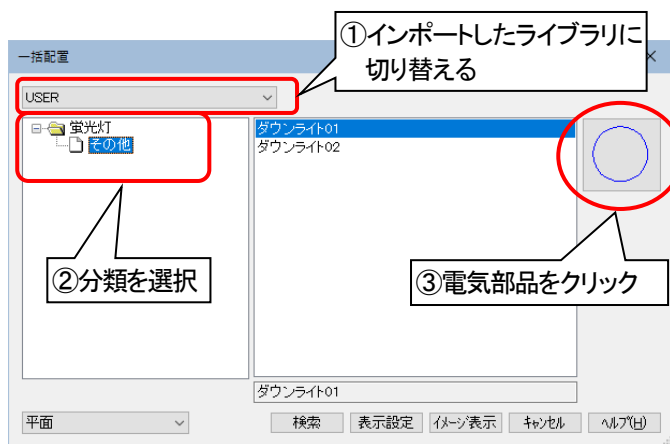 ①インポートしたライブラリに
切り替える
一括配置
USER
蛍光灯
その他
ダウンライト01
ダウンライト02
②分類を選択
③電気部品をクリック
ダウンライト01
平面
検索
表示設定
イメージ表示
キャンセル
ヘルプ(H)